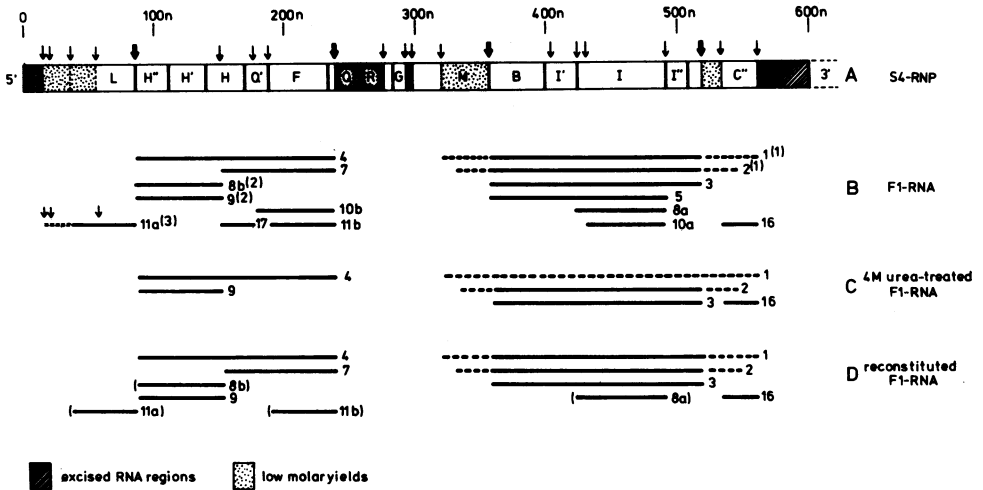 0 100n 200n 300n 400n 500n 600n
5' L H" H' H Q' F Q R G M B I' I I" C" 3' A S4-RNP
4 1(1)
7 2(1)
8b(2) 3 B F1-RNA
9(2) 5
10b 8a
11a(3) 17 11b 10a 16
4 1 4M urea-treated
9 2 C F1-RNA
3 16
4 1 reconstituted
7 2 D F1-RNA
( 8b) 3
9 ( 8a) 16
( 11a) ( 11b)
excised RNA regions low molaryields